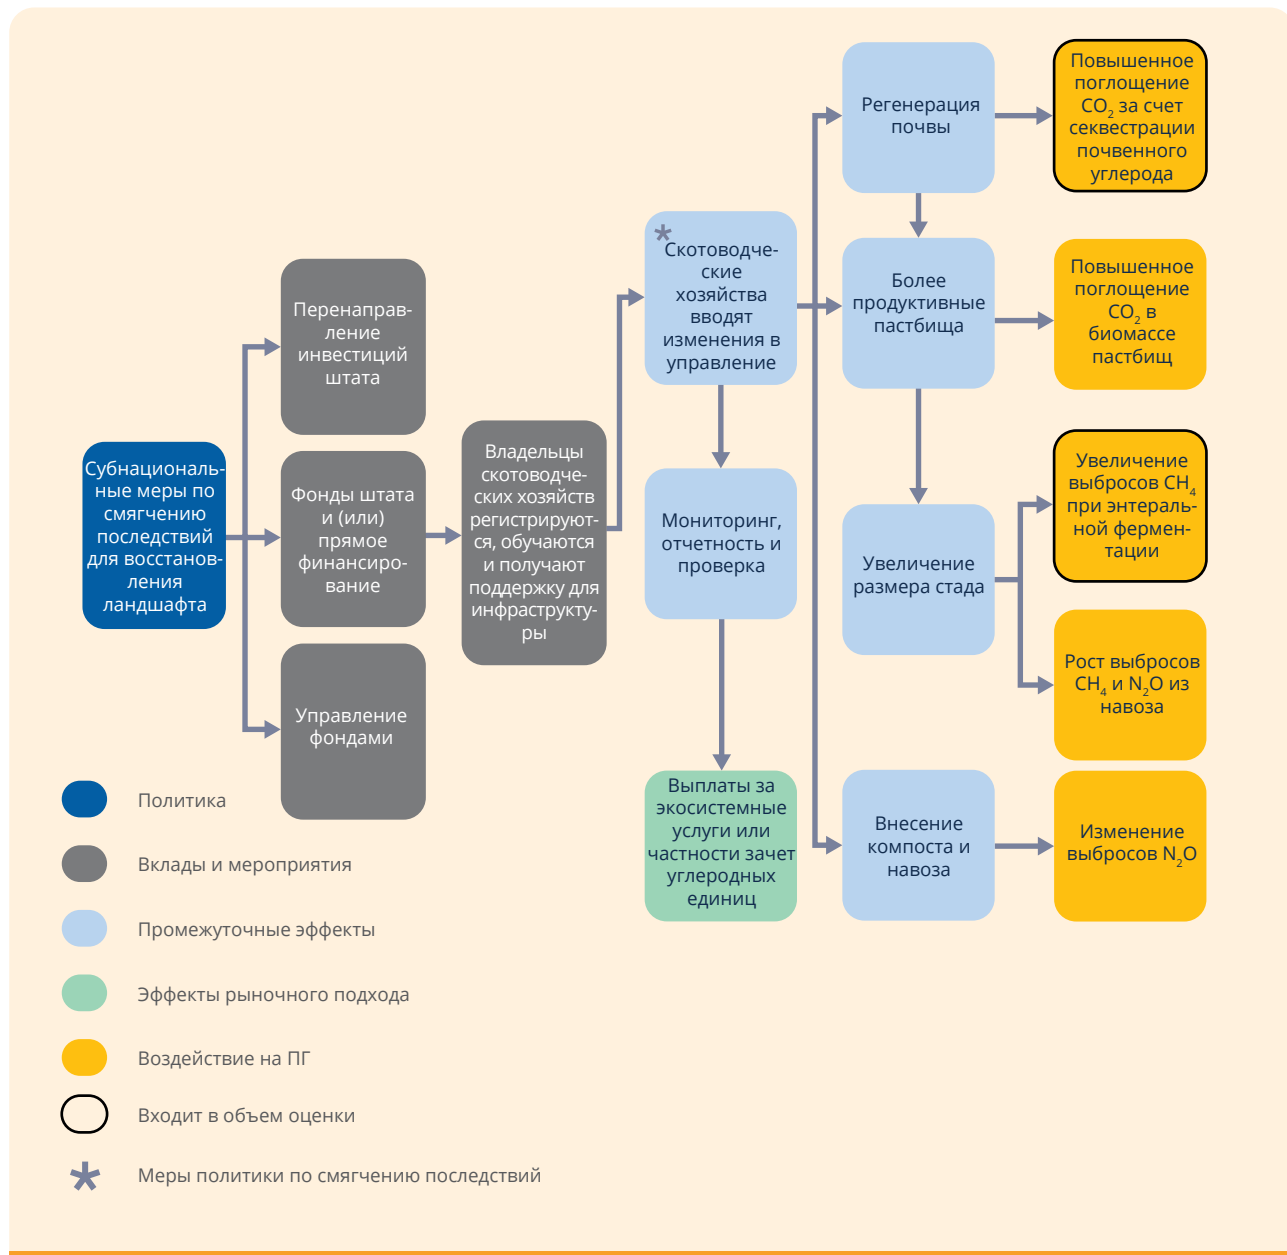 Субнациональ-
ные меры по
смягчению
последствий
для восстанов-
ления
ландшафта
Перенаправ-
ление
инвестиций
штата
Фонды штата
и (или)
прямое
финансиро-
вание
Управление
фондами
Владельцы
скотоводче-
ских хозяйств
регистрируют-
ся, обучаются
и получают
поддержку для
инфраструкту-
ры
*
Скотоводче-
ские
хозяйства
вводят
изменения в
управление
Мониторинг,
отчетность и
проверка
Выплаты за
экосистемные
услуги или
частности зачет
углеродных
единиц
Регенерация
почвы
Более
продуктивные
пастбища
Увеличение
размера стада
Внесение
компоста и
навоза
Повышенное
поглощение
CO₂ за счет
секвестрации
почвенного
углерода
Повышенное
поглощение
CO₂ в
биомассе
пастбищ
Увеличение
выбросов CH₄
при энтераль-
ной фермен-
тации
Рост выбросов
CH₄ и N₂O из
навоза
Изменение
выбросов N₂O
Политика
Вклады и мероприятия
Промежуточные эффекты
Эффекты рыночного подхода
Воздействие на ПГ
Входит в объем оценки
* Меры политики по смягчению последствий